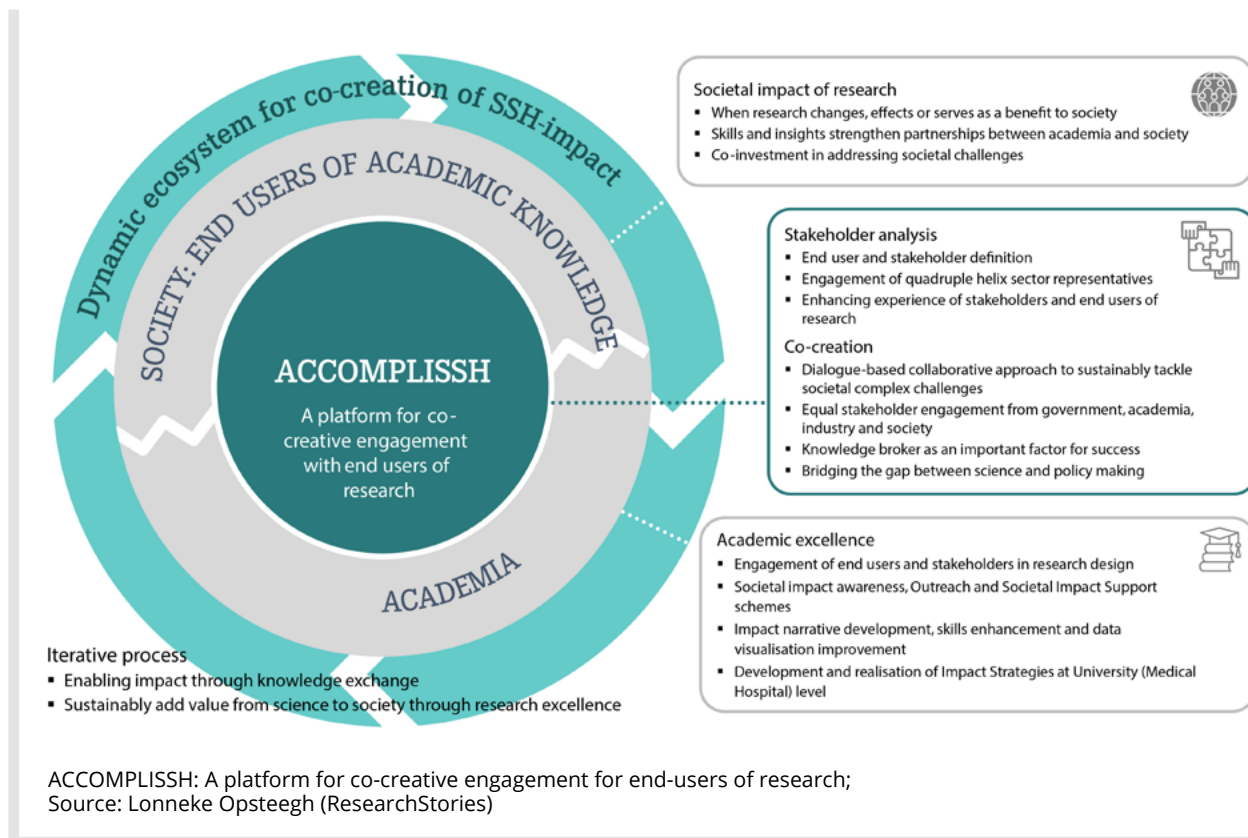 Dynamic ecosystem for co-creation of SSH-impact
SOCIETY: END USERS OF ACADEMIC KNOWLEDGE
ACCOMPLISSH
A platform for co-
creative engagement
with end users of
research
ACADEMIA
Societal impact of research
▪ When research changes, effects or serves as a benefit to society
▪ Skills and insights strengthen partnerships between academia and society
▪ Co-investment in addressing societal challenges
Stakeholder analysis
▪ End user and stakeholder definition
▪ Engagement of quadruple helix sector representatives
▪ Enhancing experience of stakeholders and end users of
research
Co-creation
▪ Dialogue-based collaborative approach to sustainably tackle
societal complex challenges
▪ Equal stakeholder engagement from government, academia,
industry and society
▪ Knowledge broker as an important factor for success
▪ Bridging the gap between science and policy making
Academic excellence
▪ Engagement of end users and stakeholders in research design
▪ Societal impact awareness, Outreach and Societal Impact Support
schemes
▪ Impact narrative development, skills enhancement and data
visualisation improvement
▪ Development and realisation of Impact Strategies at University (Medical
Hospital) level
Iterative process
▪ Enabling impact through knowledge exchange
▪ Sustainably add value from science to society through research excellence
ACCOMPLISSH: A platform for co-creative engagement for end-users of research;
Source: Lonneke Opsteegh (ResearchStories)